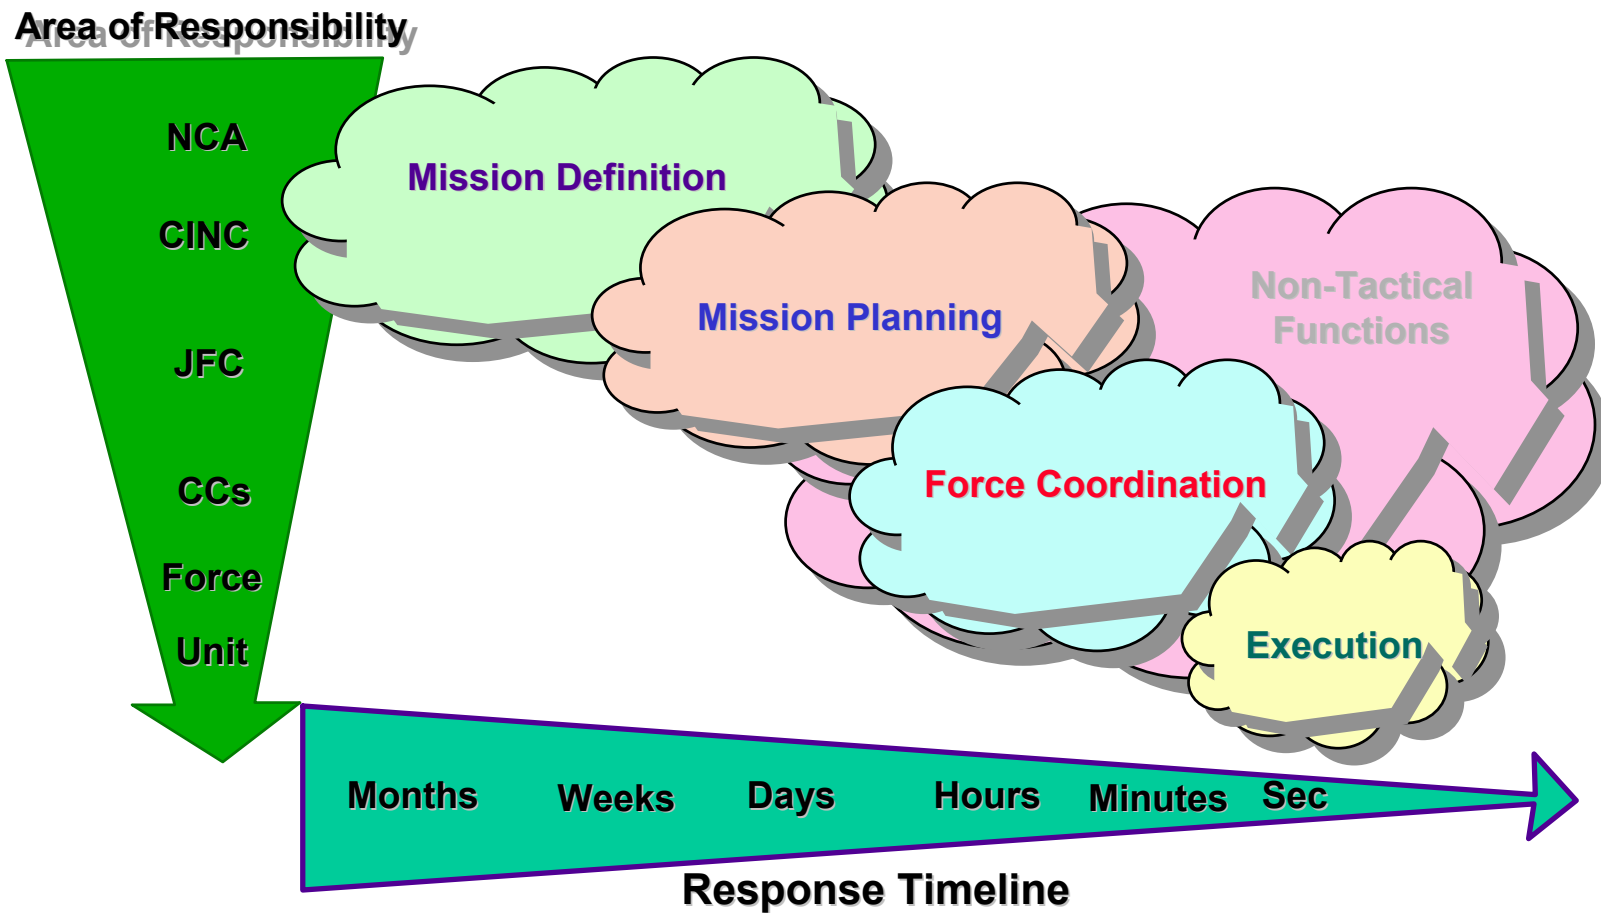 Area of Responsibility
NCA
CINC
JFC
CCs
Force
Unit
Mission Definition
Mission Planning
Non-Tactical
Functions
Force Coordination
Execution
Months
Weeks
Days
Hours
Minutes
Sec
Response Timeline